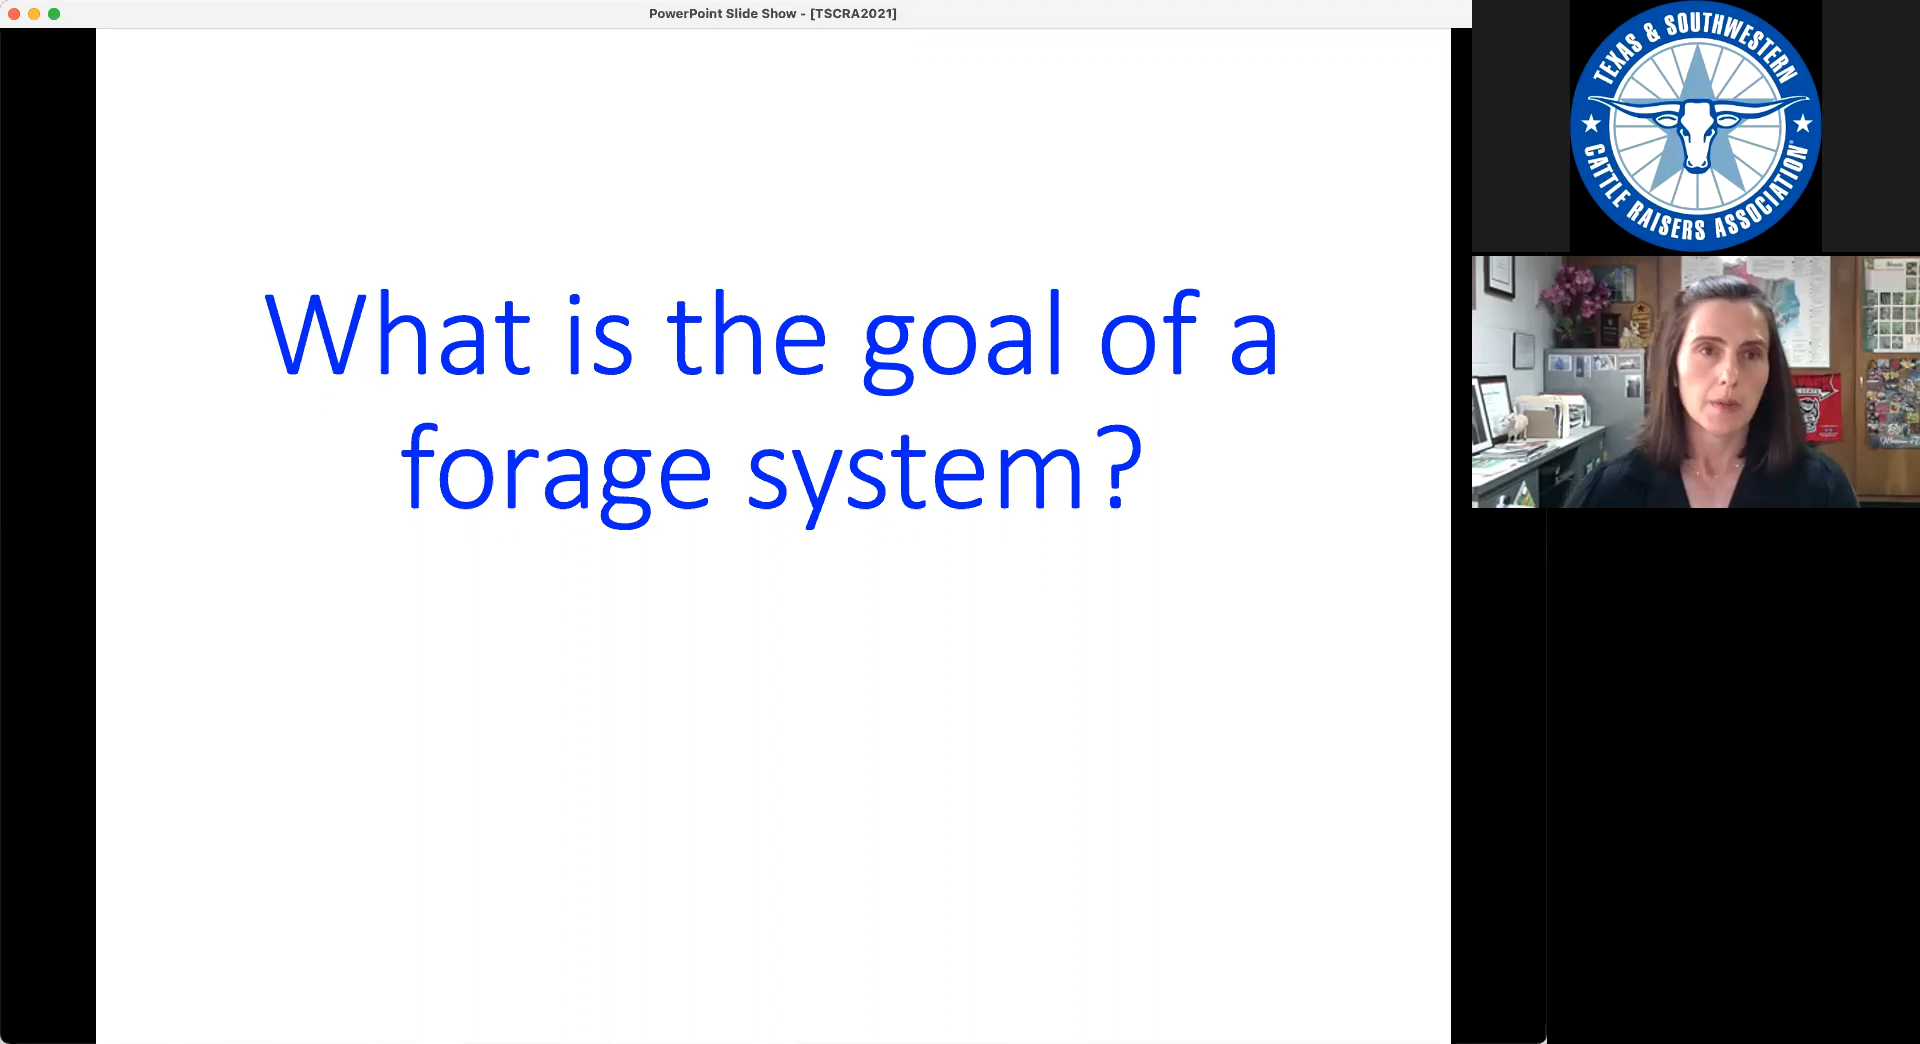 PowerPoint Slide Show - [TSCRA2021]
What is the goal of a
forage system?
TEXAS & SOUTHWESTERN
CATTLE RAISERS ASSOCIATION